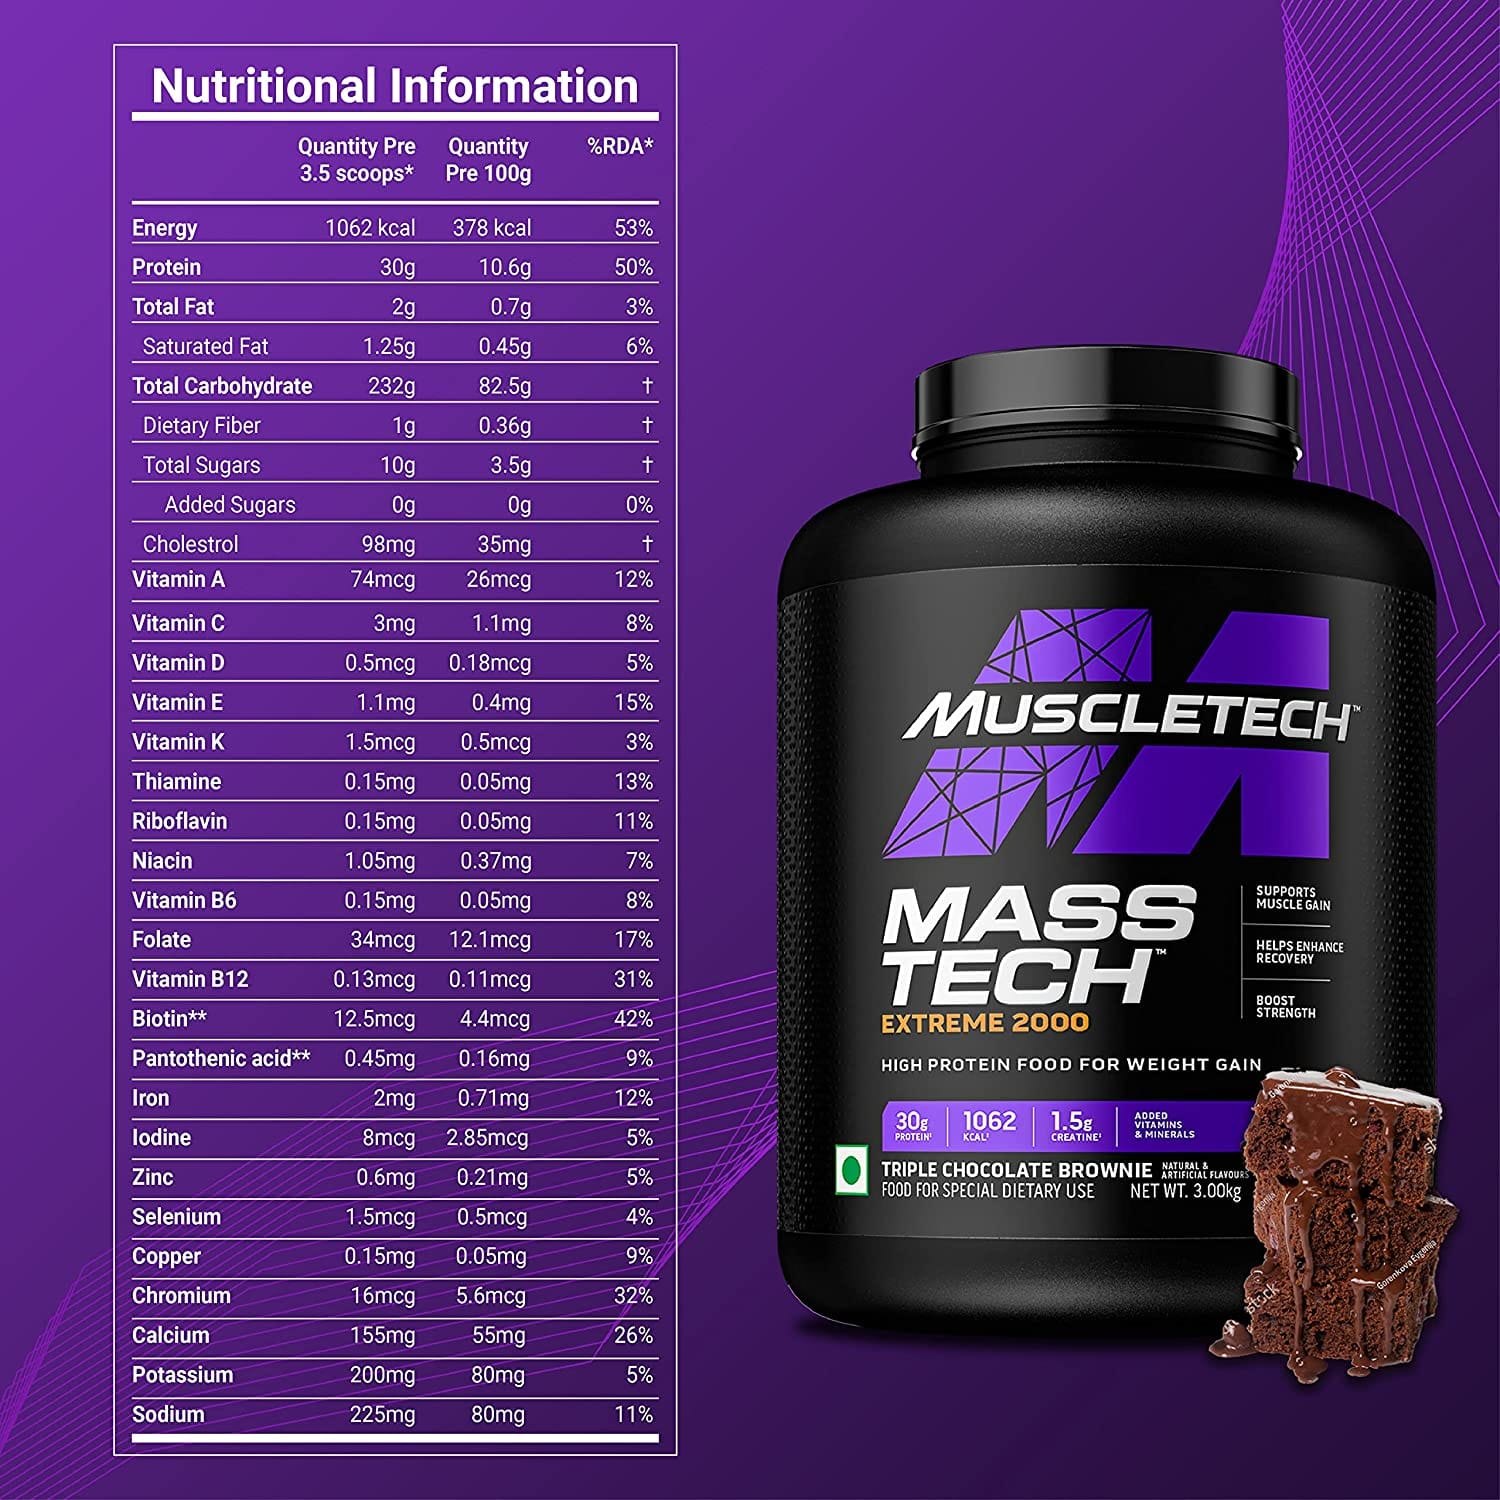 Nutritional Information
Quantity Pre 3.5 scoops* Quantity Pre 100g %RDA*
Energy 1062 kcal 378 kcal 53%
Protein 30g 10.6g 50%
Total Fat 2g 0.7g 3%
Saturated Fat 1.25g 0.45g 6%
Total Carbohydrate 232g 82.5g †
Dietary Fiber 1g 0.36g †
Total Sugars 10g 3.5g †
Added Sugars 0g 0g 0%
Cholestrol 98mg 35mg †
Vitamin A 74mcg 26mcg 12%
Vitamin C 3mg 1.1mg 8%
Vitamin D 0.5mcg 0.18mcg 5%
Vitamin E 1.1mg 0.4mg 15%
Vitamin K 1.5mcg 0.5mcg 3%
Thiamine 0.15mg 0.05mg 13%
Riboflavin 0.15mg 0.05mg 11%
Niacin 1.05mg 0.37mg 7%
Vitamin B6 0.15mg 0.05mg 8%
Folate 34mcg 12.1mcg 17%
Vitamin B12 0.13mcg 0.11mcg 31%
Biotin** 12.5mcg 4.4mcg 42%
Pantothenic acid** 0.45mg 0.16mg 9%
Iron 2mg 0.71mg 12%
Iodine 8mcg 2.85mcg 5%
Zinc 0.6mg 0.21mg 5%
Selenium 1.5mcg 0.5mcg 4%
Copper 0.15mg 0.05mg 9%
Chromium 16mcg 5.6mcg 32%
Calcium 155mg 55mg 26%
Potassium 200mg 80mg 5%
Sodium 225mg 80mg 11%
MUSCLETECH™
MASS
TECH™
EXTREME 2000
SUPPORTS
MUSCLE GAIN
HELPS ENHANCE
RECOVERY
BOOST
STRENGTH
HIGH PROTEIN FOOD FOR WEIGHT GAIN
30g 1062 1.5g ADDED VITAMINS & MINERALS
PROTEIN¹ KCAL¹ CREATINE¹
TRIPLE CHOCOLATE BROWNIE NATURAL & ARTIFICIAL FLAVOURS
FOOD FOR SPECIAL DIETARY USE NET WT. 3.00kg
Gorenkova Evgenija
stock